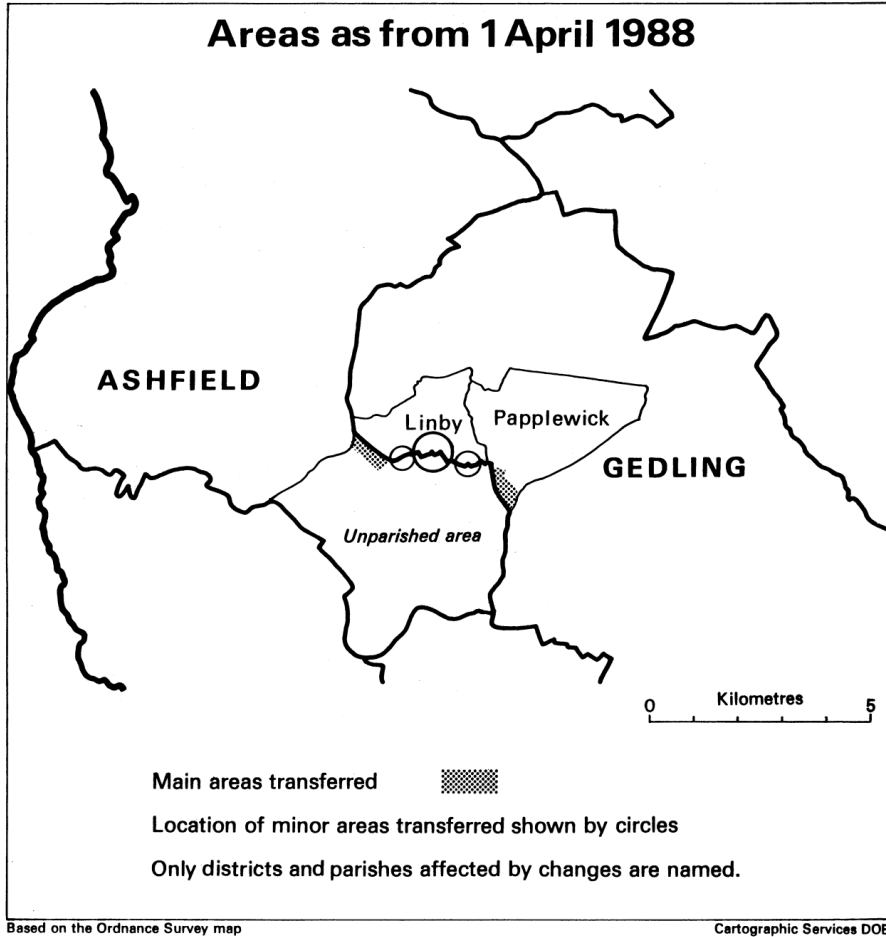 Areas as from 1 April 1988
ASHFIELD
Linby
Papplewick
GEDLING
Unparished area
Kilometres
0 5
Main areas transferred
Location of minor areas transferred shown by circles
Only districts and parishes affected by changes are named.
Based on the Ordnance Survey map
Cartographic Services DOE